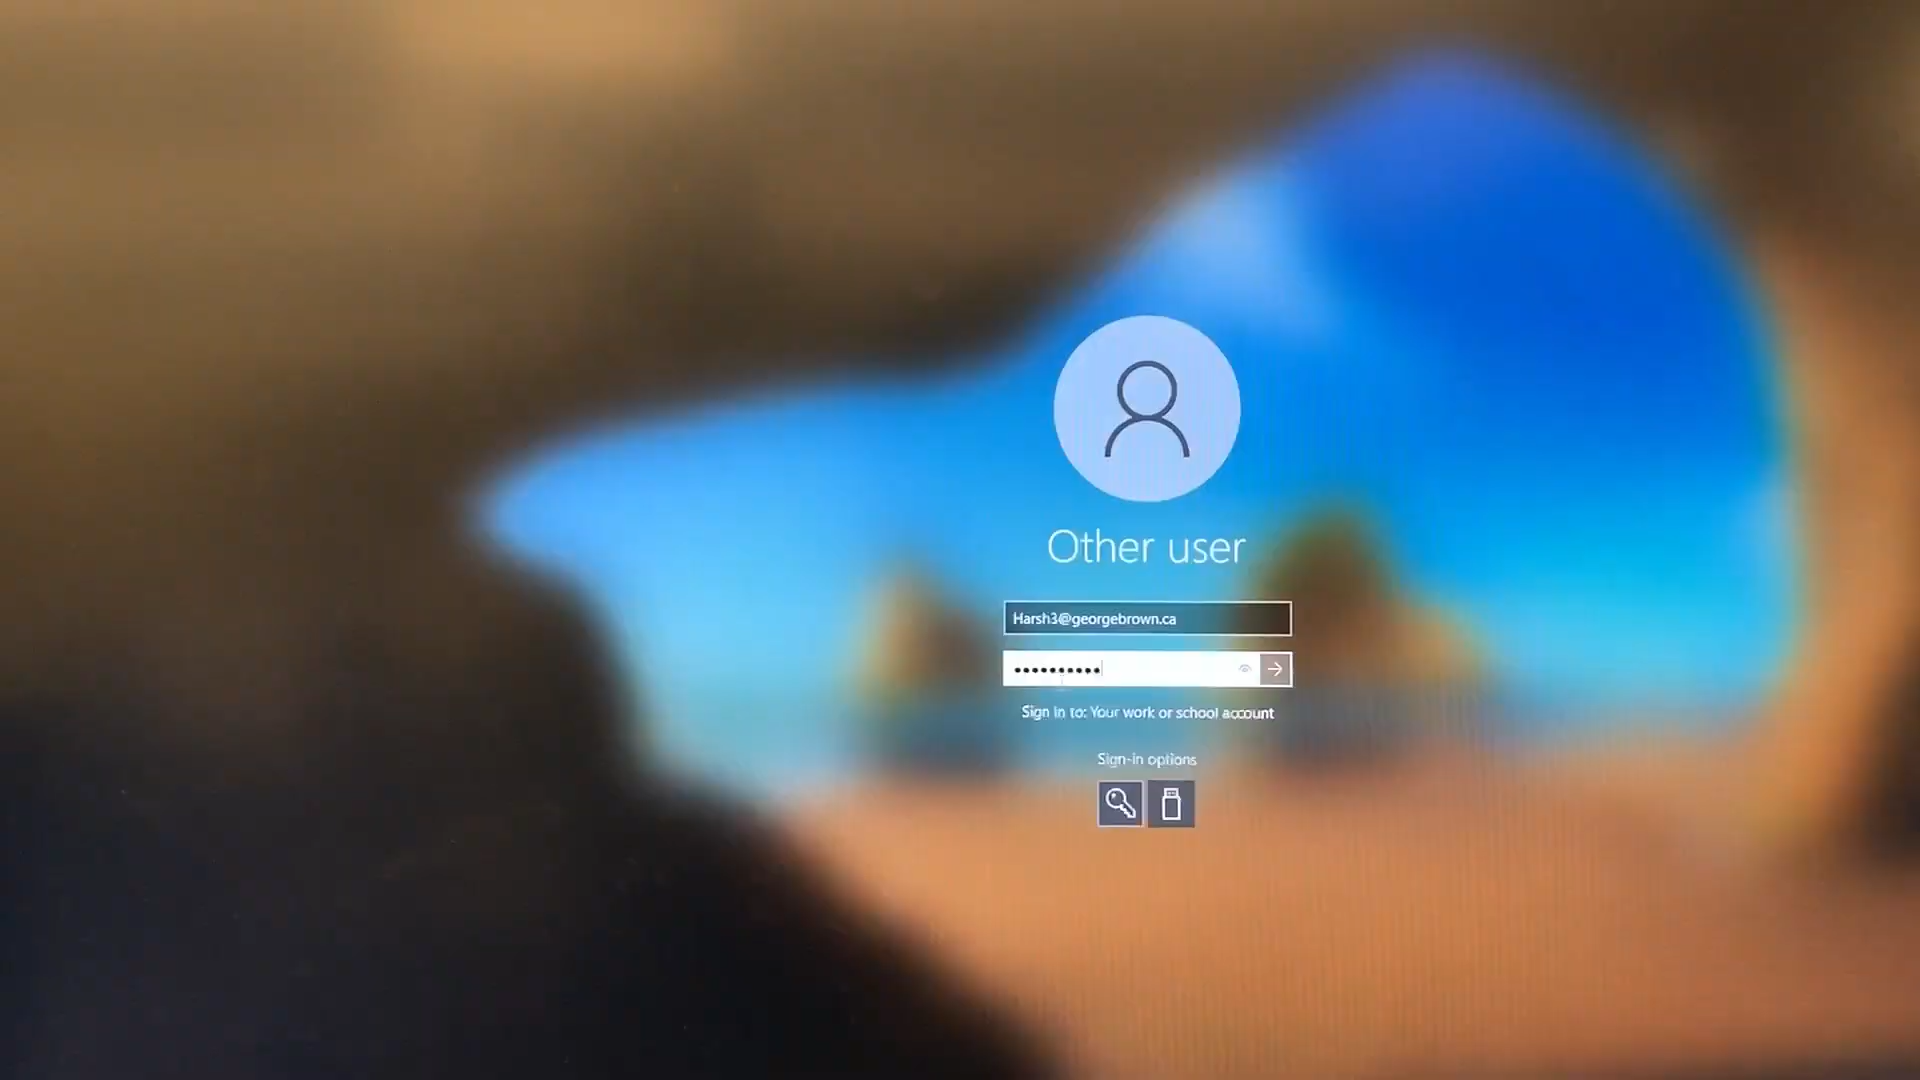 Other user
Harsh3@georgebrown.ca
Sign in to: Your work or school account
Sign-in options